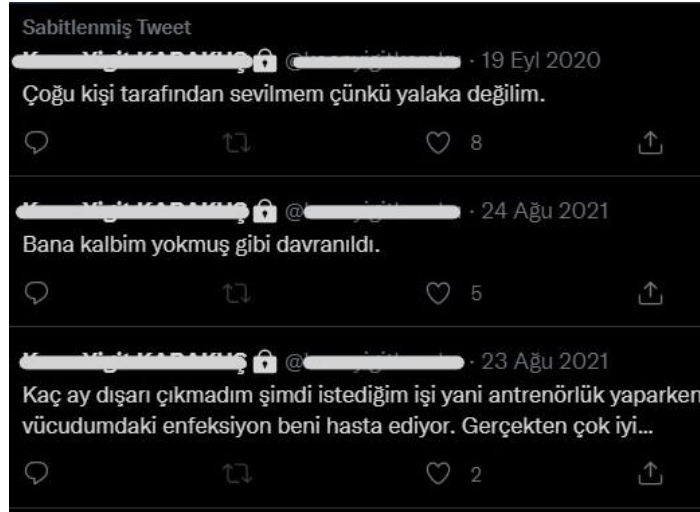 Sabitlenmiş Tweet
· 19 Eyl 2020
Çoğu kişi tarafından sevilmem çünkü yalaka değilim.
8
@ · 24 Ağu 2021
Bana kalbim yokmuş gibi davranıldı.
5
@ · 23 Ağu 2021
Kaç ay dışarı çıkmadım şimdi istediğim işi yani antrenörlük yaparken
vücudumdaki enfeksiyon beni hasta ediyor. Gerçekten çok iyi...
2